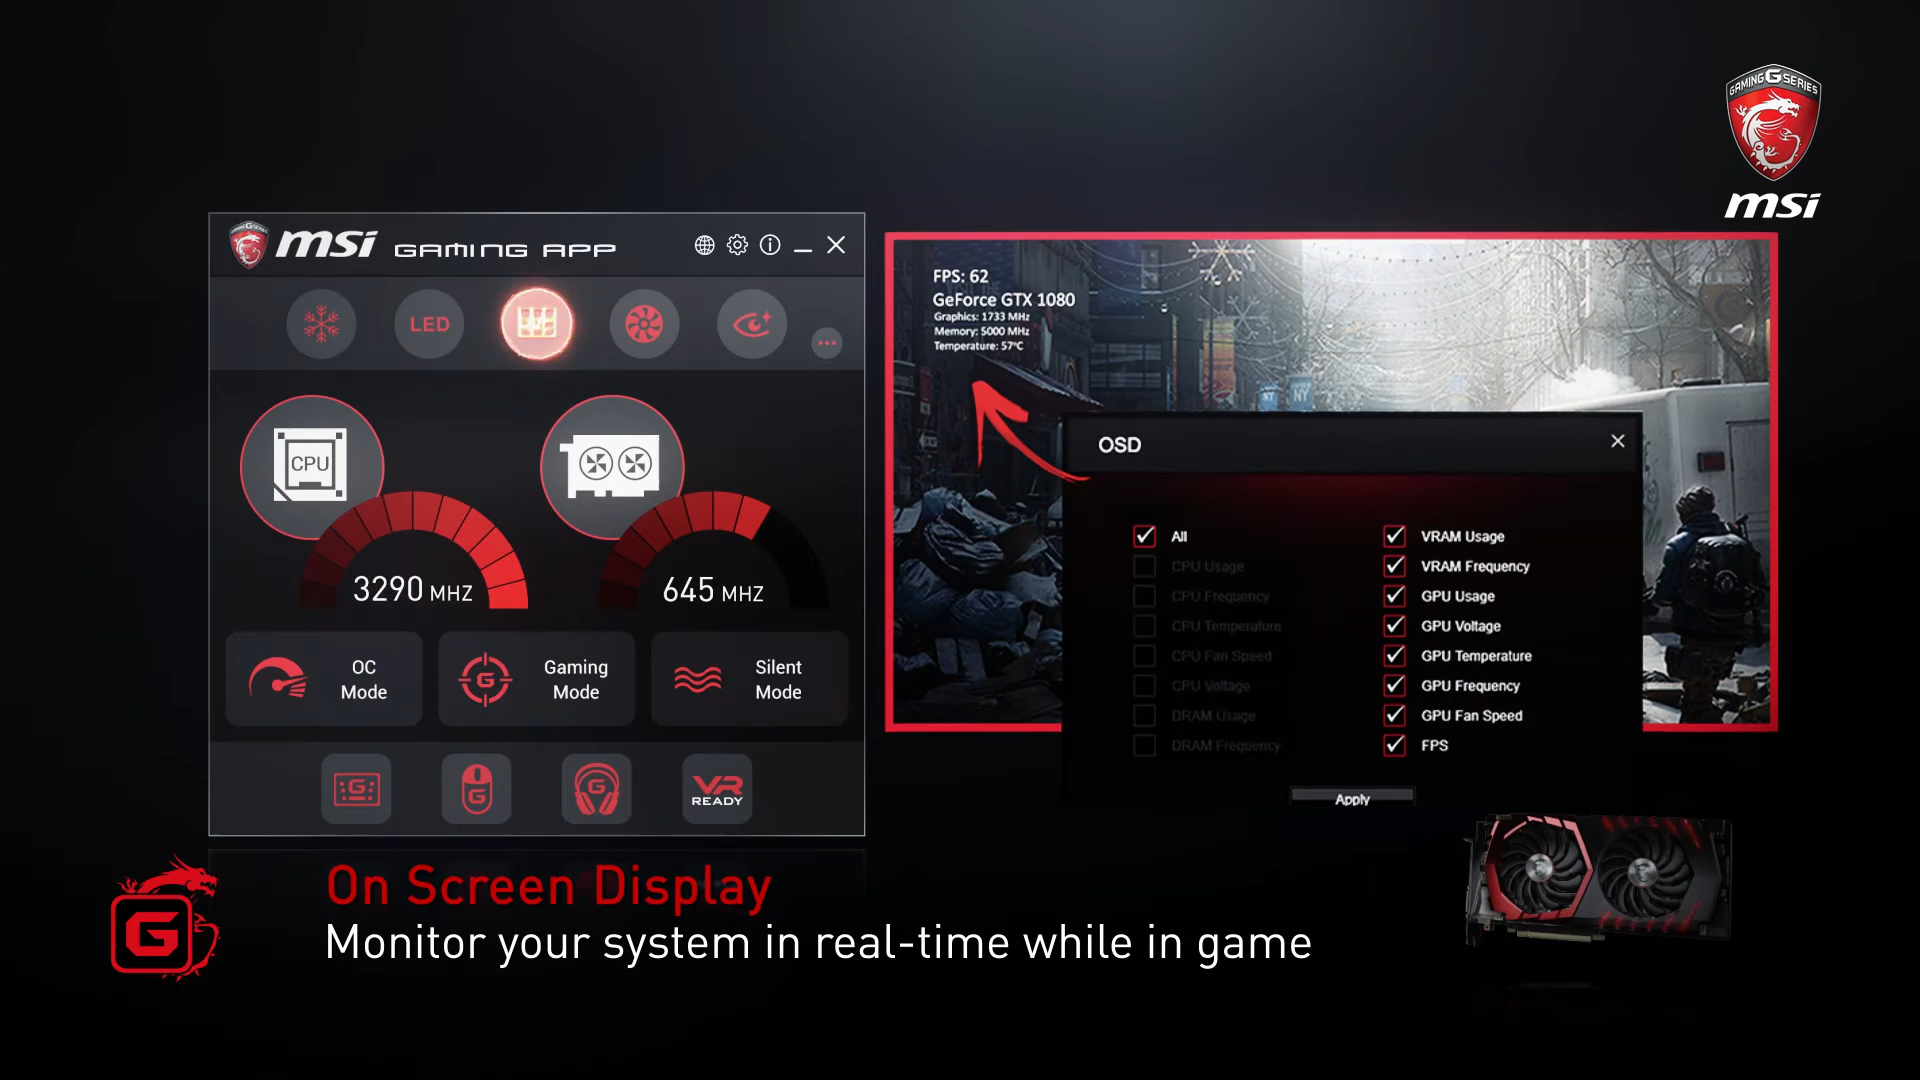 GAMING G SERIES
msi
msi GAMING APP
LED
CPU
3290 MHZ
645 MHZ
OC
Mode
G
Gaming
Mode
Silent
Mode
G
G
G
VR
READY
FPS: 62
GeForce GTX 1080
Graphics: 1733 MHz
Memory: 5000 MHz
Temperature: 57°C
NY
OSD
All
CPU Usage
CPU Frequency
CPU Temperature
CPU Fan Speed
CPU Voltage
DRAM Usage
DRAM Frequency
VRAM Usage
VRAM Frequency
GPU Usage
GPU Voltage
GPU Temperature
GPU Frequency
GPU Fan Speed
FPS
Apply
G
On Screen Display
Monitor your system in real-time while in game